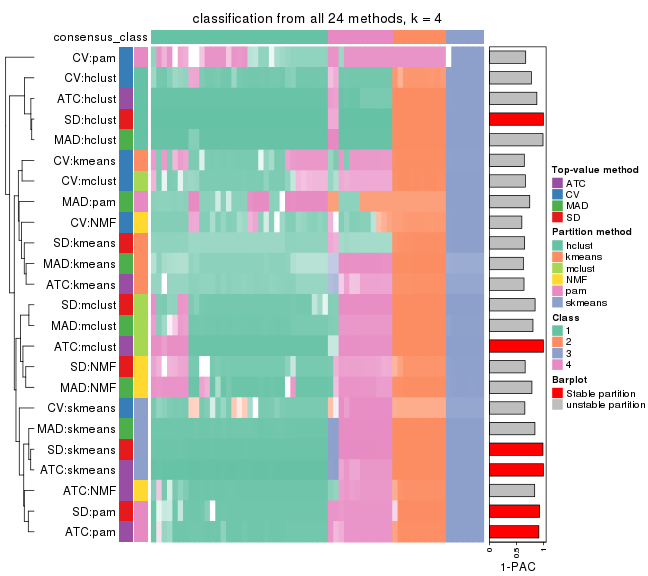 classification from all 24 methods, k = 4
consensus_class
CV:pam
CV:hclust
ATC:hclust
SD:hclust
MAD:hclust
CV:kmeans
CV:mclust
MAD:pam
CV:NMF
SD:kmeans
MAD:kmeans
ATC:kmeans
SD:mclust
MAD:mclust
ATC:mclust
SD:NMF
MAD:NMF
CV:skmeans
MAD:skmeans
SD:skmeans
ATC:skmeans
ATC:NMF
SD:pam
ATC:pam
0
0.5
1
1-PAC
Top-value method
ATC
CV
MAD
SD
Partition method
hclust
kmeans
mclust
NMF
pam
skmeans
Class
1
2
3
4
Barplot
Stable partition
unstable partition